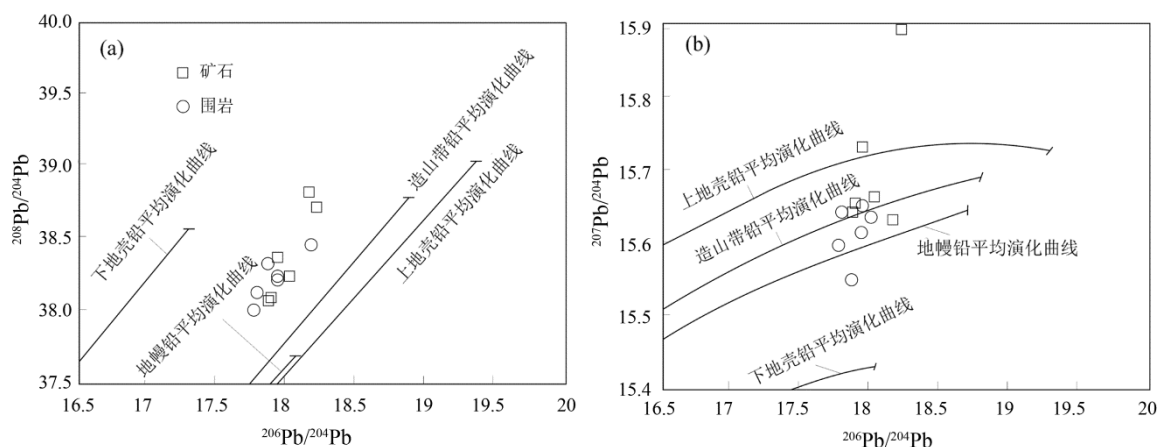 40.0
39.5
39.0
38.5
38.0
37.5
²⁰⁸Pb/²⁰⁴Pb
(a)
矿石
围岩
下地壳铅平均演化曲线
地幔铅平均演化曲线
造山带铅平均演化曲线
上地壳铅平均演化曲线
16.5 17 17.5 18 18.5 19.5 20
²⁰⁶Pb/²⁰⁴Pb
15.9
15.8
15.7
15.6
15.5
15.4
²⁰⁷Pb/²⁰⁴Pb
(b)
上地壳铅平均演化曲线
造山带铅平均演化曲线
地幔铅平均演化曲线
下地壳铅平均演化曲线
16.5 17 17.5 18 18.5 19 19.5 20
²⁰⁶Pb/²⁰⁴Pb